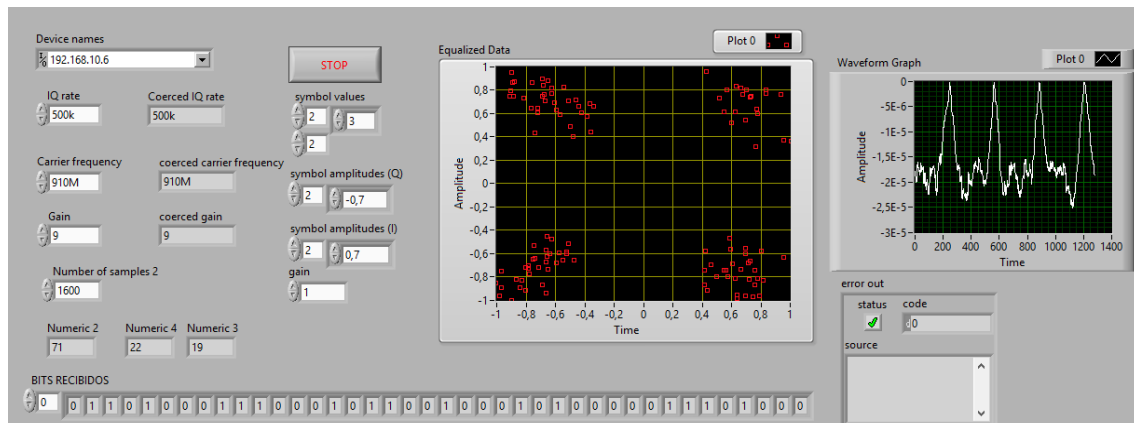 Device names
192.168.10.6
STOP
IQ rate
500k
Coerced IQ rate
500k
symbol values
2
3
2
Carrier frequency
910M
coerced carrier frequency
910M
symbol amplitudes (Q)
2
-0,7
Gain
9
coerced gain
9
symbol amplitudes (I)
2
0,7
Number of samples 2
1600
gain
1
Numeric 2
71
Numeric 4
22
Numeric 3
19
Equalized Data
Plot 0
Amplitude
1
0,8
0,6
0,4
0,2
0
-0,2
-0,4
-0,6
-0,8
-1
-1 -0,8 -0,6 -0,4 -0,2 0 0,2 0,4 0,6 0,8 1
Time
Waveform Graph
Plot 0
Amplitude
0
-5E-6
-1E-5
-1,5E-5
-2E-5
-2,5E-5
-3E-5
0 200 400 600 800 1000 1200 1400
Time
error out
status
code
d 0
source
BITS RECIBIDOS
0
0 1 1 0 1 0 0 0 1 1 1 0 0 0 1 0 1 1 0 0 1 0 0 0 1 0 1 0 0 0 0 0 1 1 1 0 1 0 0 0